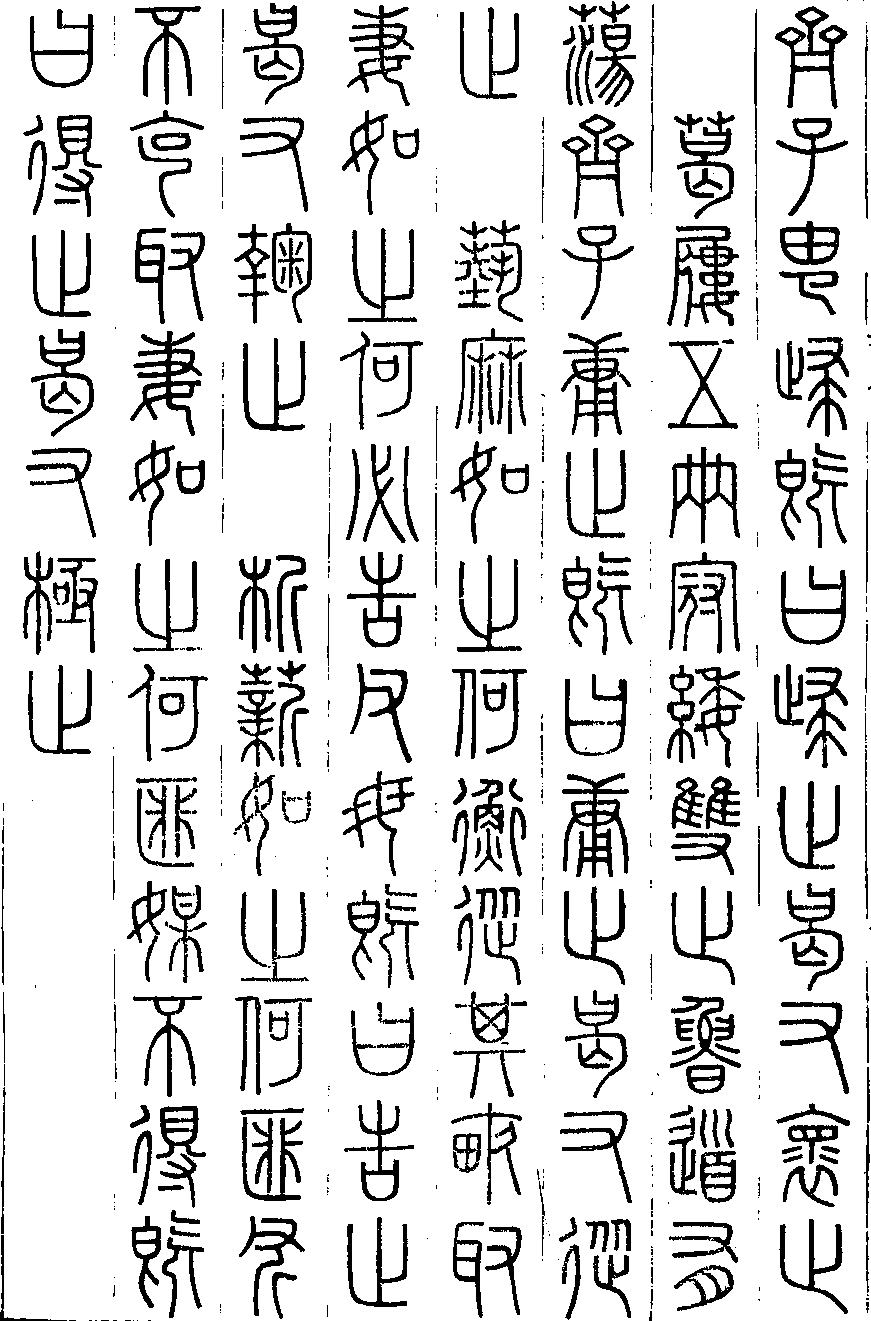 齊子由歸既曰歸止曷又懷止
葛屨五兩冠緌雙止魯道有
蕩齊子庸止既曰庸止曷又從
止 蓺麻如之何衡從其畝取
妻如之何必告父母既曰告止
曷又鞠止 析薪如之何匪斧
不克取妻如之何匪媒不得既
曰得止曷又極止